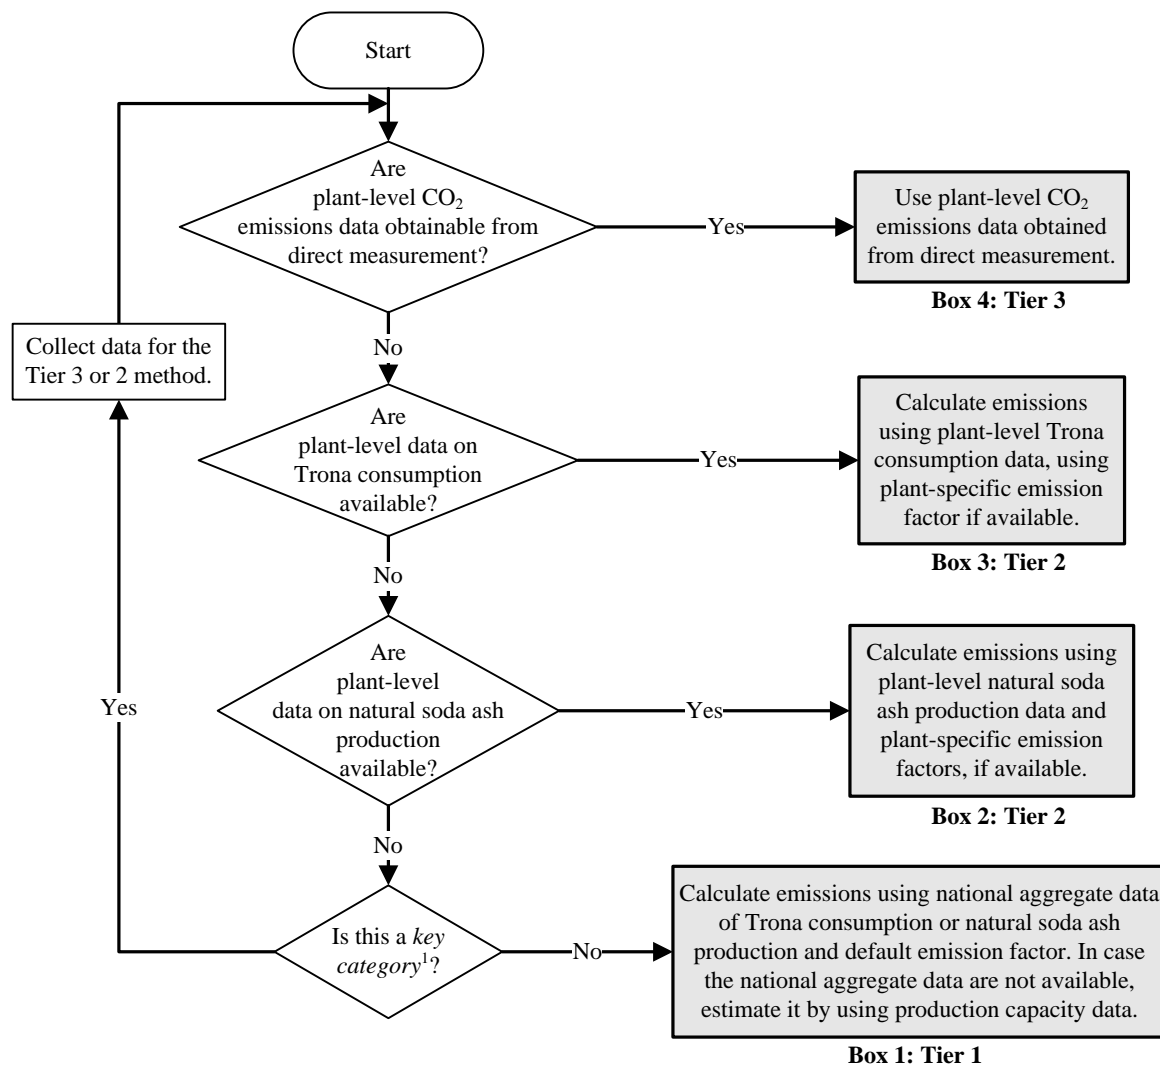 Start
Are
plant-level CO₂
emissions data obtainable from
direct measurement?
Yes
Use plant-level CO₂
emissions data obtained
from direct measurement.
Box 4: Tier 3
No
Collect data for the
Tier 3 or 2 method.
Are
plant-level data on
Trona consumption
available?
Yes
Calculate emissions
using plant-level Trona
consumption data, using
plant-specific emission
factor if available.
Box 3: Tier 2
No
Are
plant-level
data on natural soda ash
production
available?
Yes
Calculate emissions using
plant-level natural soda
ash production data and
plant-specific emission
factors, if available.
Box 2: Tier 2
Yes
No
Is this a key
category¹?
No
Calculate emissions using national aggregate data
of Trona consumption or natural soda ash
production and default emission factor. In case
the national aggregate data are not available,
estimate it by using production capacity data.
Box 1: Tier 1